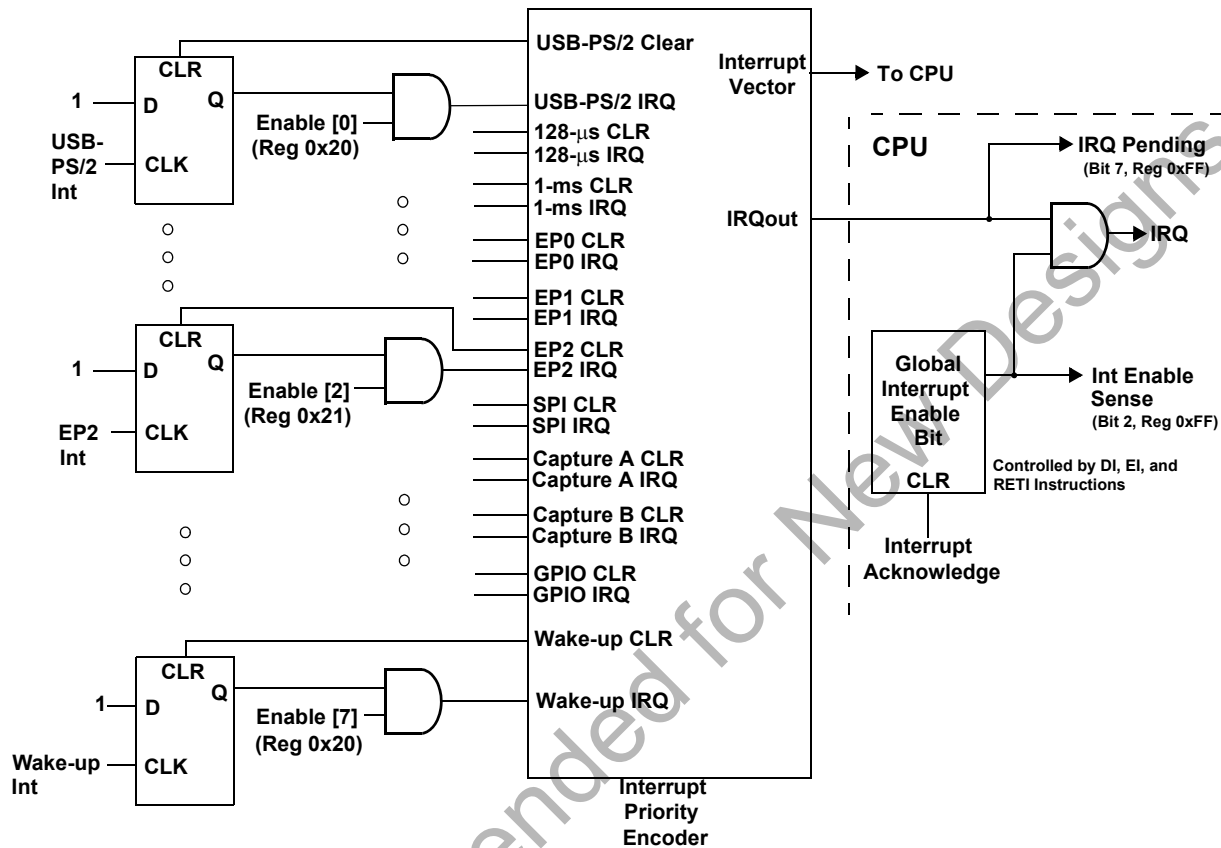 CLR
1
D
Q
USB-
PS/2
Int
CLK
Enable [0]
(Reg 0x20)
CLR
1
D
Q
EP2
Int
CLK
Enable [2]
(Reg 0x21)
CLR
1
D
Q
Wake-up
Int
CLK
Enable [7]
(Reg 0x20)
USB-PS/2 Clear
USB-PS/2 IRQ
128-μs CLR
128-μs IRQ
1-ms CLR
1-ms IRQ
EP0 CLR
EP0 IRQ
EP1 CLR
EP1 IRQ
EP2 CLR
EP2 IRQ
SPI CLR
SPI IRQ
Capture A CLR
Capture A IRQ
Capture B CLR
Capture B IRQ
GPIO CLR
GPIO IRQ
Wake-up CLR
Wake-up IRQ
Interrupt
Vector
IRQout
Interrupt
Priority
Encoder
To CPU
CPU
IRQ Pending
(Bit 7, Reg 0xFF)
IRQ
Global
Interrupt
Enable
Bit
CLR
Int Enable
Sense
(Bit 2, Reg 0xFF)
Controlled by DI, EI, and
RETI Instructions
Interrupt
Acknowledge
ended for New Designs